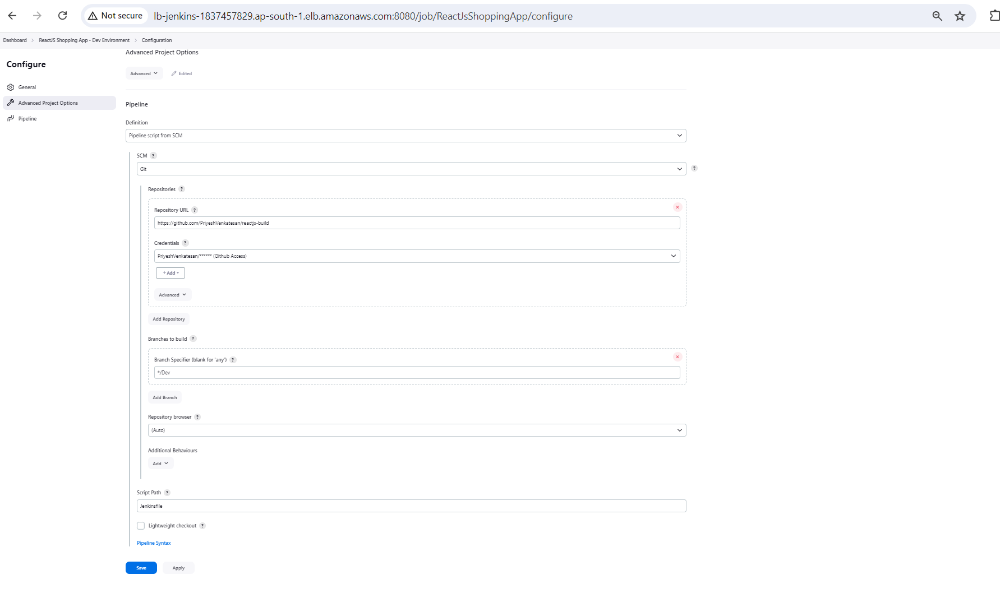 Not secure lb-jenkins-1837457829.ap-south-1.elb.amazonaws.com:8080/job/ReactJsShoppingApp/configure
Dashboard ReactJS Shopping App - Dev Environment Configuration
Configure
General
Advanced Project Options
Pipeline
Advanced Project Options
Advanced Edited
Pipeline
Definition
Pipeline script from SCM
SCM ?
Git
?
Repositories ?
Repository URL ?
https://github.com/PriyeshVenkatesan/reactjs-build
Credentials ?
PriyeshVenkatesan/****** (Github Access)
+ Add
Advanced
Add Repository
Branches to build ?
Branch Specifier (blank for 'any') ?
*/Dev
Add Branch
Repository browser ?
(Auto)
Additional Behaviours
Add
Script Path ?
Jenkinsfile
Lightweight checkout ?
Pipeline Syntax
Save Apply